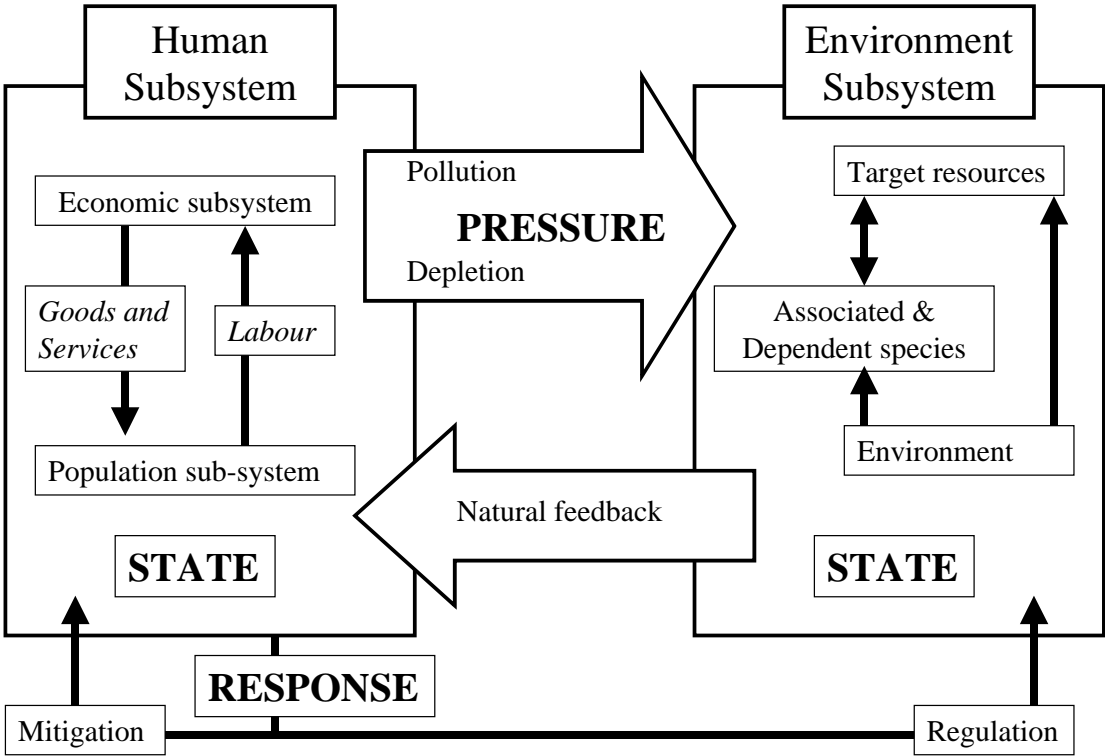 Human
Subsystem
Economic subsystem
Goods and
Services
Labour
Population sub-system
STATE
Pollution
PRESSURE
Depletion
Natural feedback
Environment
Subsystem
Target resources
Associated &
Dependent species
Environment
STATE
RESPONSE
Mitigation
Regulation